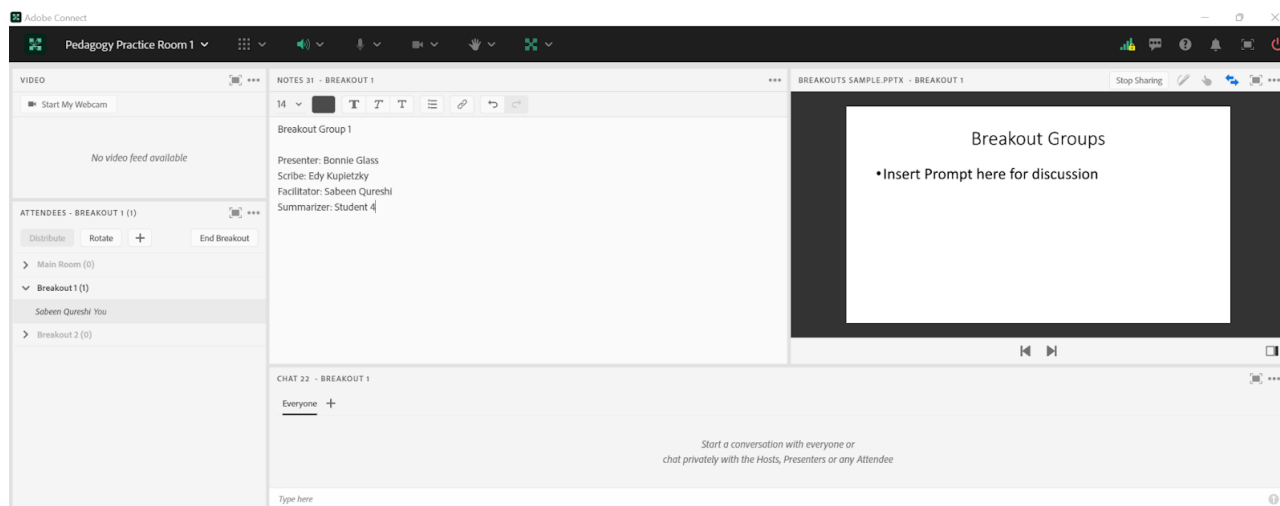 Adobe Connect
Pedagogy Practice Room 1
VIDEO
Start My Webcam
No video feed available
ATTENDEES - BREAKOUT 1 (1)
Distribute Rotate + End Breakout
Main Room (0)
Breakout 1 (1)
Sabeen Qureshi You
Breakout 2 (0)
NOTES 31 - BREAKOUT 1
14 T T T
Breakout Group 1
Presenter: Bonnie Glass
Scribe: Edy Kupietzky
Facilitator: Sabeen Qureshi
Summarizer: Student 4
BREAKOUTS SAMPLE.PPTX - BREAKOUT 1 Stop Sharing
Breakout Groups
•Insert Prompt here for discussion
CHAT 22 - BREAKOUT 1
Everyone +
Start a conversation with everyone or
chat privately with the Hosts, Presenters or any Attendee
Type here